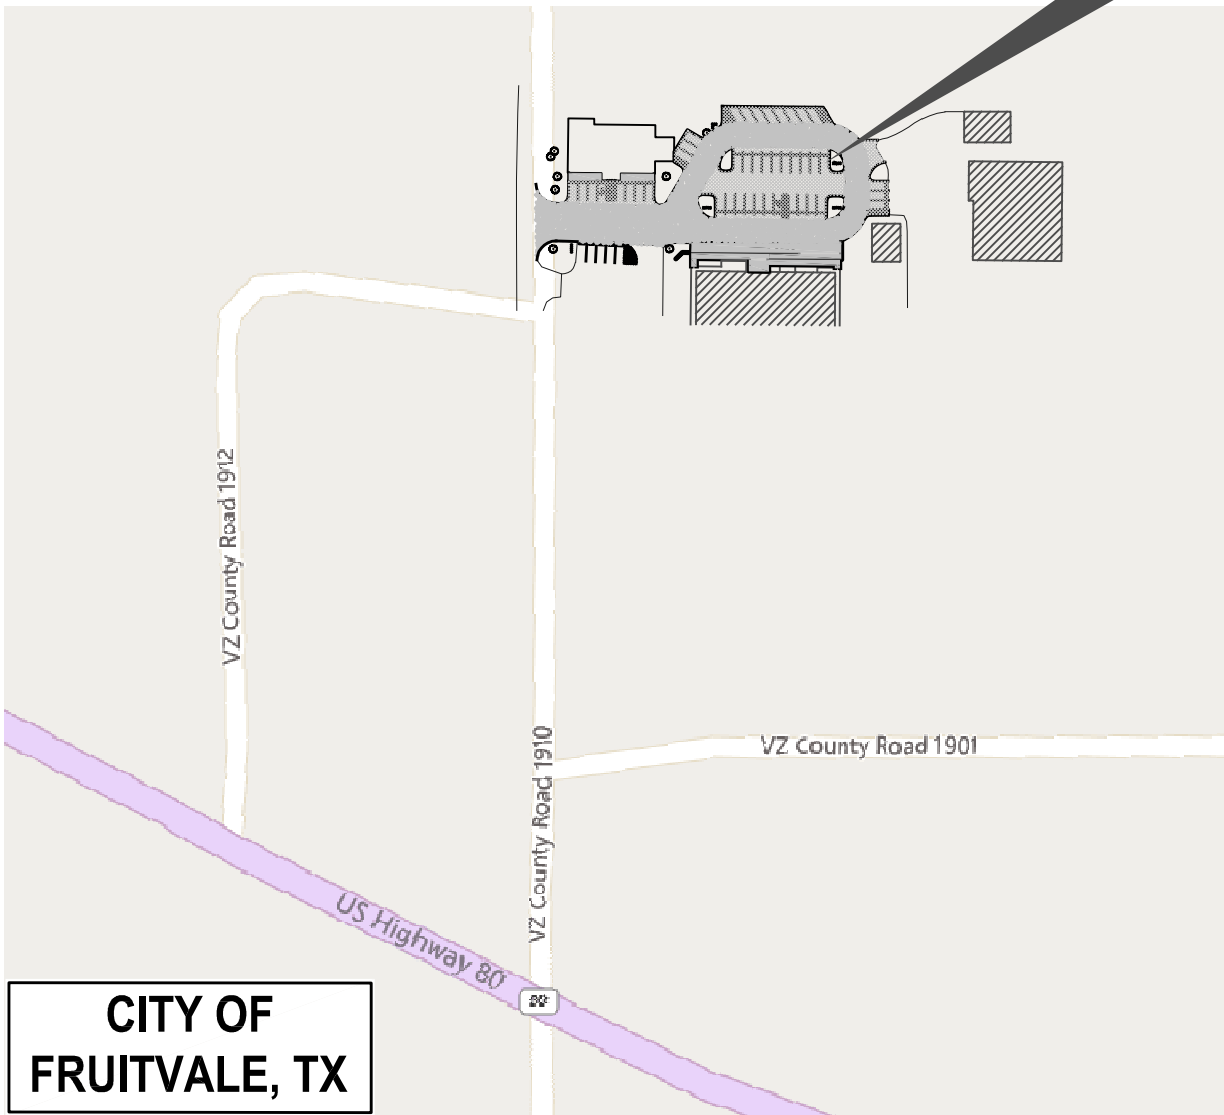 VZ County Road 1912
VZ County Road 1910
VZ County Road 1901
US Highway 80
CITY OF
FRUITVALE, TX